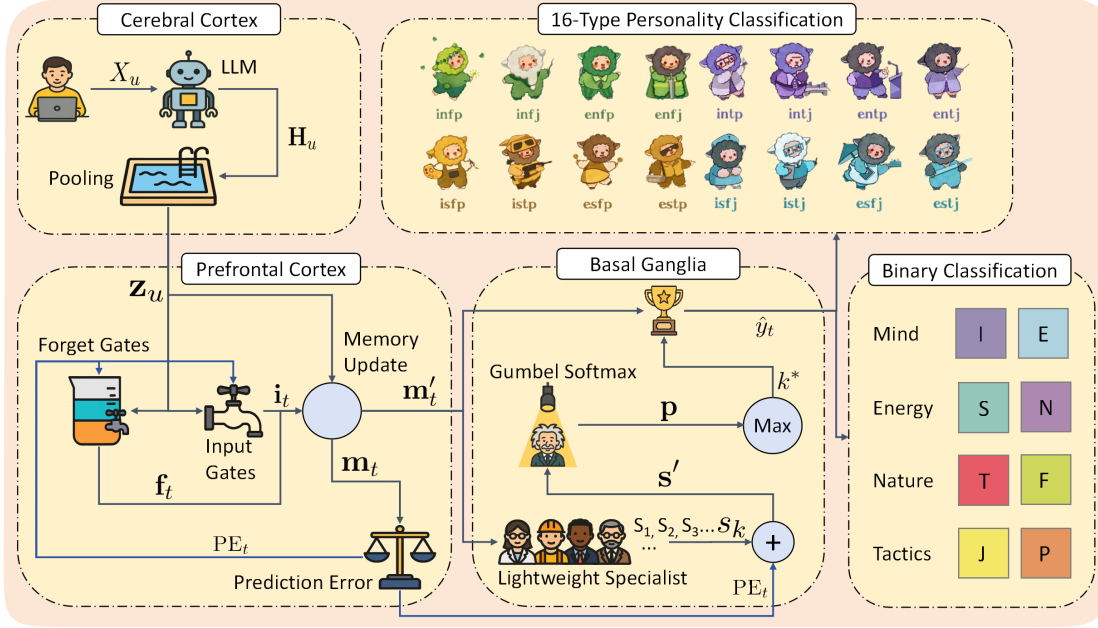 Cerebral Cortex
X_u
LLM
H_u
Pooling
16-Type Personality Classification
infp infj enfp enfj intp intj entp entj
isfp istp esfp estp isfj istj esfj estj
Prefrontal Cortex
z_u
Forget Gates
Memory
Update
i_t
m'_t
Input
Gates
f_t
m_t
PE_t
Prediction Error
Basal Ganglia
ŷ_t
Gumbel Softmax
k*
p
Max
s'
S_1, S_2, S_3... s_k
...
+
Lightweight Specialist
PE_t
Binary Classification
Mind I E
Energy S N
Nature T F
Tactics J P